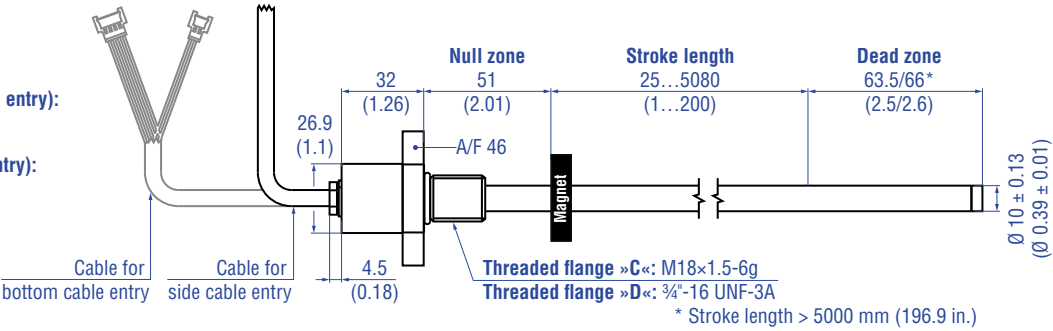 Null zone
Stroke length
Dead zone
32
51
25…5080
63.5/66*
(1.26)
(2.01)
(1…200)
(2.5/2.6)
entry):
26.9
(1.1)
A/F 46
ntry):
Magnet
Ø 10 ± 0.13
(Ø 0.39 ± 0.01)
Cable for
bottom cable entry
Cable for
side cable entry
4.5
(0.18)
Threaded flange »C«: M18×1.5-6g
Threaded flange »D«: ¾"-16 UNF-3A
* Stroke length > 5000 mm (196.9 in.)